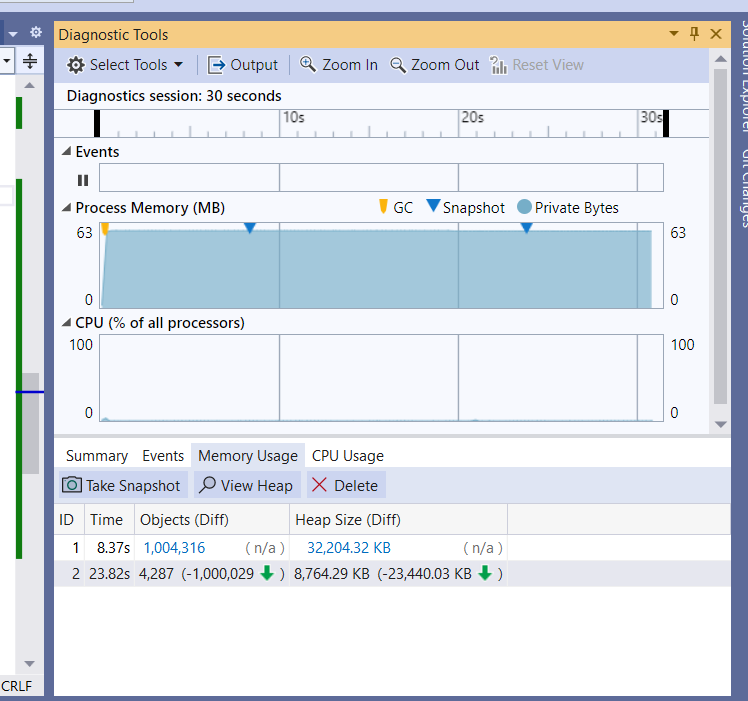 Diagnostic Tools
Select Tools Output Zoom In Zoom Out Reset View
Diagnostics session: 30 seconds
10s 20s 30s
Events
Process Memory (MB) GC Snapshot Private Bytes
63 63
0 0
CPU (% of all processors)
100 100
0 0
Summary Events Memory Usage CPU Usage
Take Snapshot View Heap Delete
ID Time Objects (Diff) Heap Size (Diff)
1 8.37s 1,004,316 (n/a) 32,204.32 KB (n/a)
2 23.82s 4,287 (-1,000,029 ) 8,764.29 KB (-23,440.03 KB )
CRLF
Solution Explorer
Git Changes